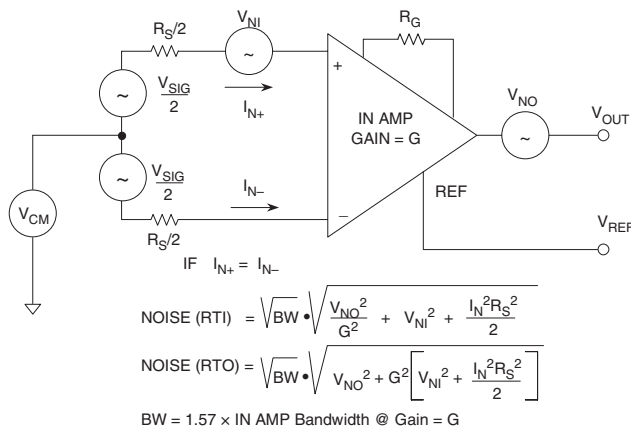 V_NI
R_G
R_S/2
+
~
~
V_SIG
2
I_N+
IN AMP
GAIN = G
V_NO
~
V_OUT
~
V_SIG
2
I_N–
REF
V_CM
R_S/2
–
V_REF
IF I_N+ = I_N–
NOISE (RTI) = √BW • √(V_NO²/G² + V_NI² + I_N²R_S²/2)
NOISE (RTO) = √BW • √(V_NO² + G²[V_NI² + I_N²R_S²/2])
BW = 1.57 × IN AMP Bandwidth @ Gain = G